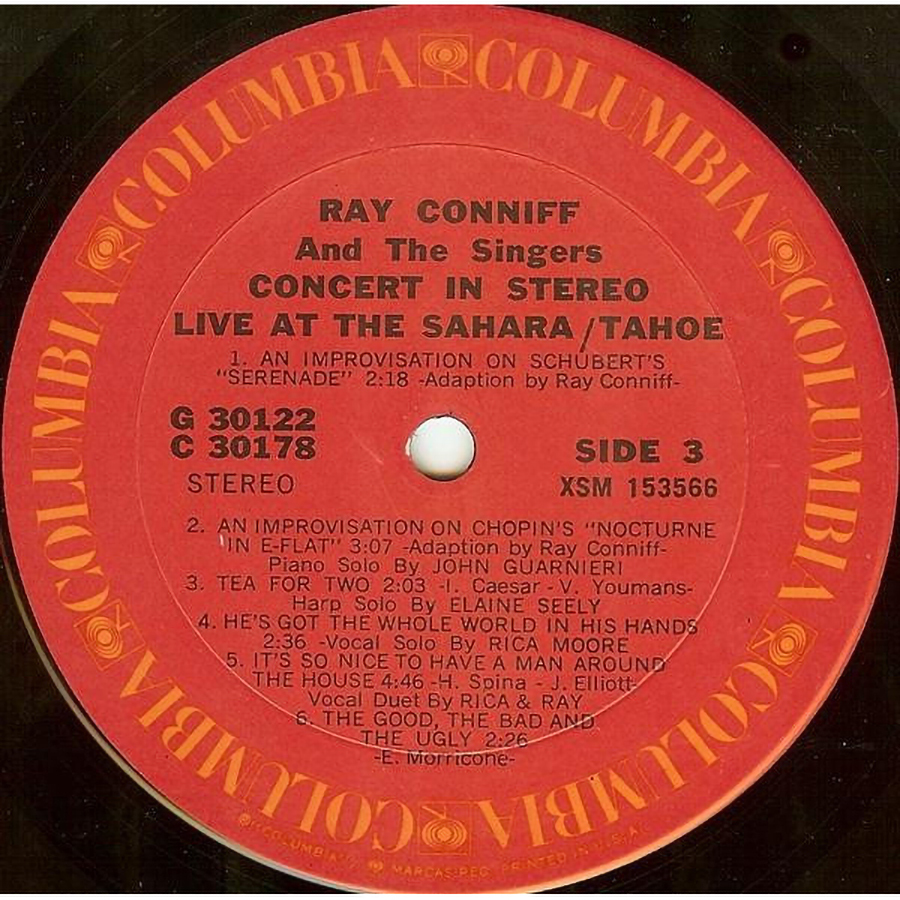 COLUMBIA COLUMBIA COLUMBIA COLUMBIA COLUMBIA COLUMBIA
RAY CONNIFF
And The Singers
CONCERT IN STEREO
LIVE AT THE SAHARA/TAHOE
1. AN IMPROVISATION ON SCHUBERT'S
"SERENADE" 2:18 -Adaption by Ray Conniff-
G 30122
C 30178
STEREO
SIDE 3
XSM 153566
2. AN IMPROVISATION ON CHOPIN'S "NOCTURNE
IN E-FLAT" 3:07 -Adaption by Ray Conniff-
Piano Solo By JOHN GUARNIERI
3. TEA FOR TWO 2:03 -I. Caesar - V. Youmans-
Harp Solo By ELAINE SEELY
4. HE'S GOT THE WHOLE WORLD IN HIS HANDS
2:36 -Vocal Solo By RICA MOORE
5. IT'S SO NICE TO HAVE A MAN AROUND
THE HOUSE 4:46 -H. Spina - J. Elliott-
Vocal Duet By RICA & RAY
6. THE GOOD, THE BAD AND
THE UGLY 2:26
-E. Morricone-
® "COLUMBIA", MARCAS REG. PRINTED IN U.S.A.